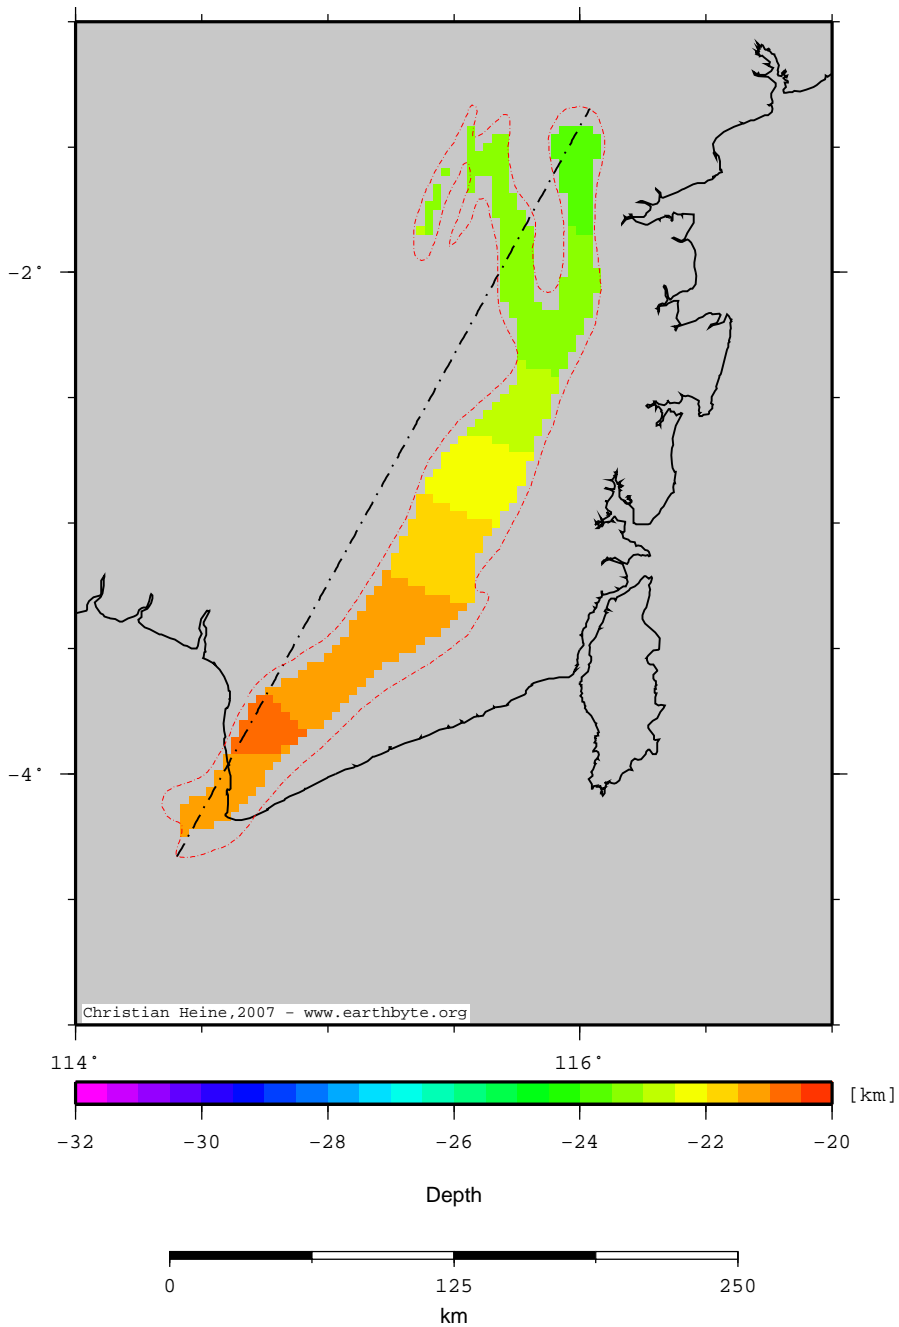 −2°
−4°
Christian Heine,2007 − www.earthbyte.org
114° 116°
[km]
−32 −30 −28 −26 −24 −22 −20
Depth
0 125 250
km